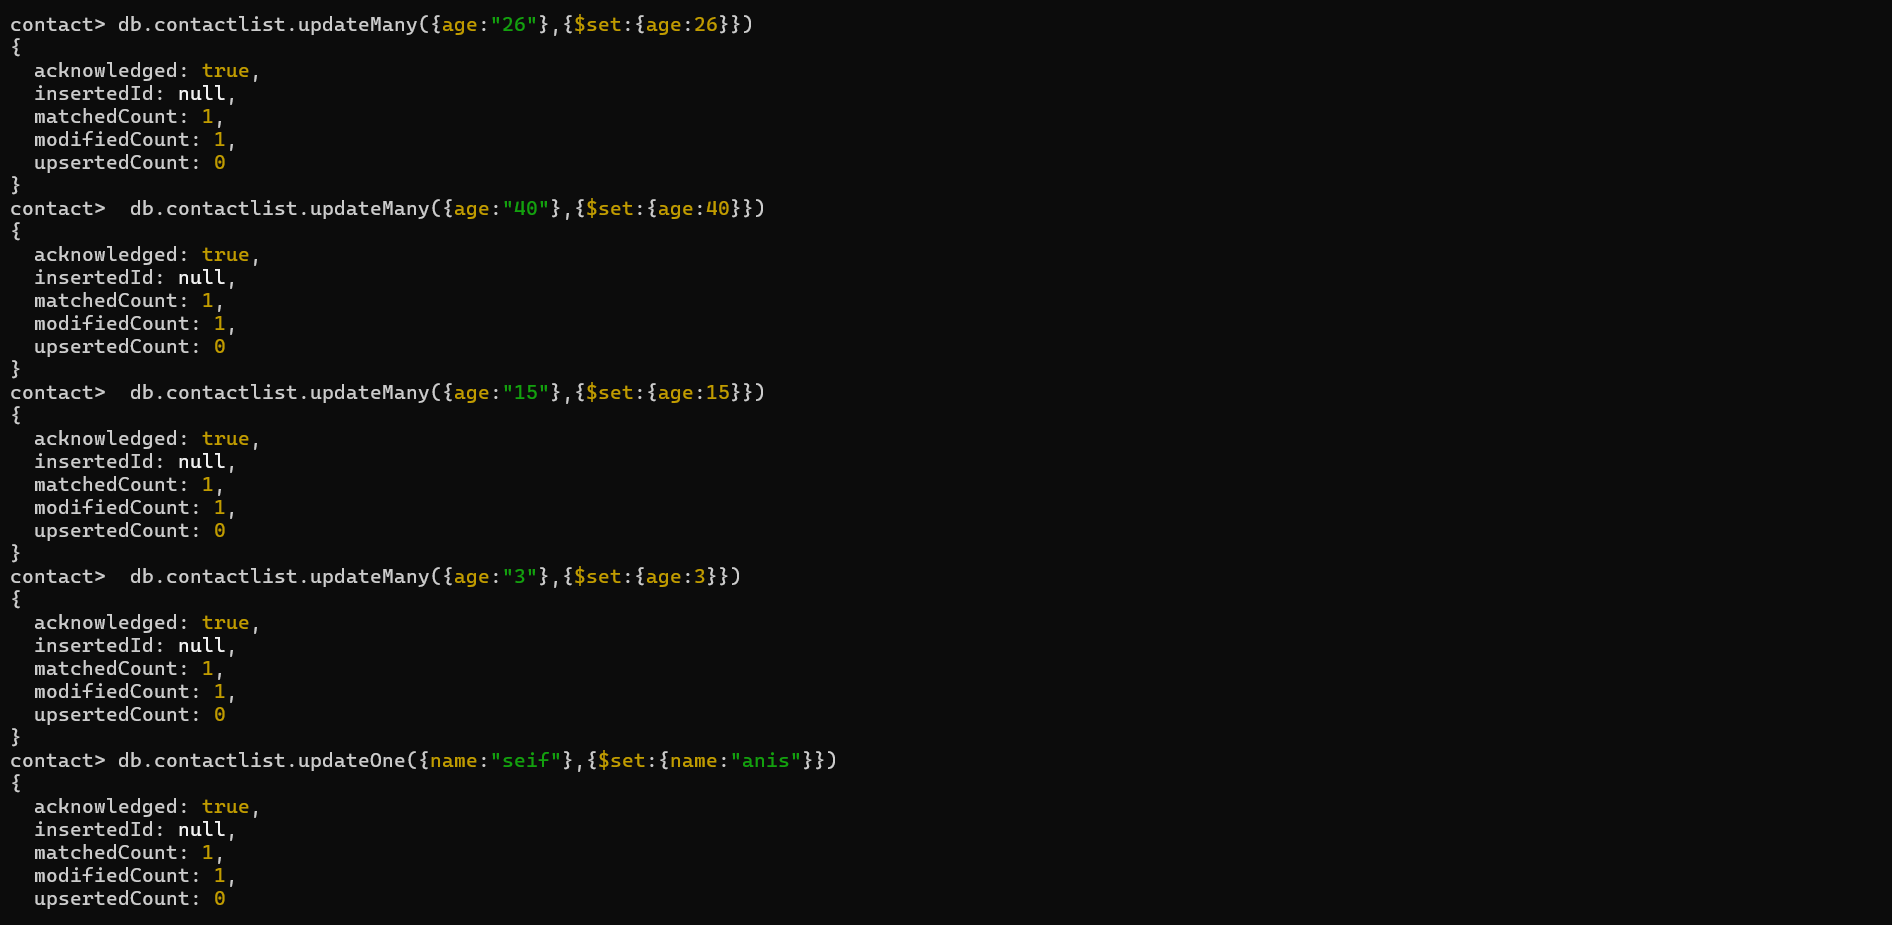 contact> db.contactlist.updateMany({age:"26"},{$set:{age:26}})
{
  acknowledged: true,
  insertedId: null,
  matchedCount: 1,
  modifiedCount: 1,
  upsertedCount: 0
}
contact>  db.contactlist.updateMany({age:"40"},{$set:{age:40}})
{
  acknowledged: true,
  insertedId: null,
  matchedCount: 1,
  modifiedCount: 1,
  upsertedCount: 0
}
contact>  db.contactlist.updateMany({age:"15"},{$set:{age:15}})
{
  acknowledged: true,
  insertedId: null,
  matchedCount: 1,
  modifiedCount: 1,
  upsertedCount: 0
}
contact>  db.contactlist.updateMany({age:"3"},{$set:{age:3}})
{
  acknowledged: true,
  insertedId: null,
  matchedCount: 1,
  modifiedCount: 1,
  upsertedCount: 0
}
contact> db.contactlist.updateOne({name:"seif"},{$set:{name:"anis"}})
{
  acknowledged: true,
  insertedId: null,
  matchedCount: 1,
  modifiedCount: 1,
  upsertedCount: 0